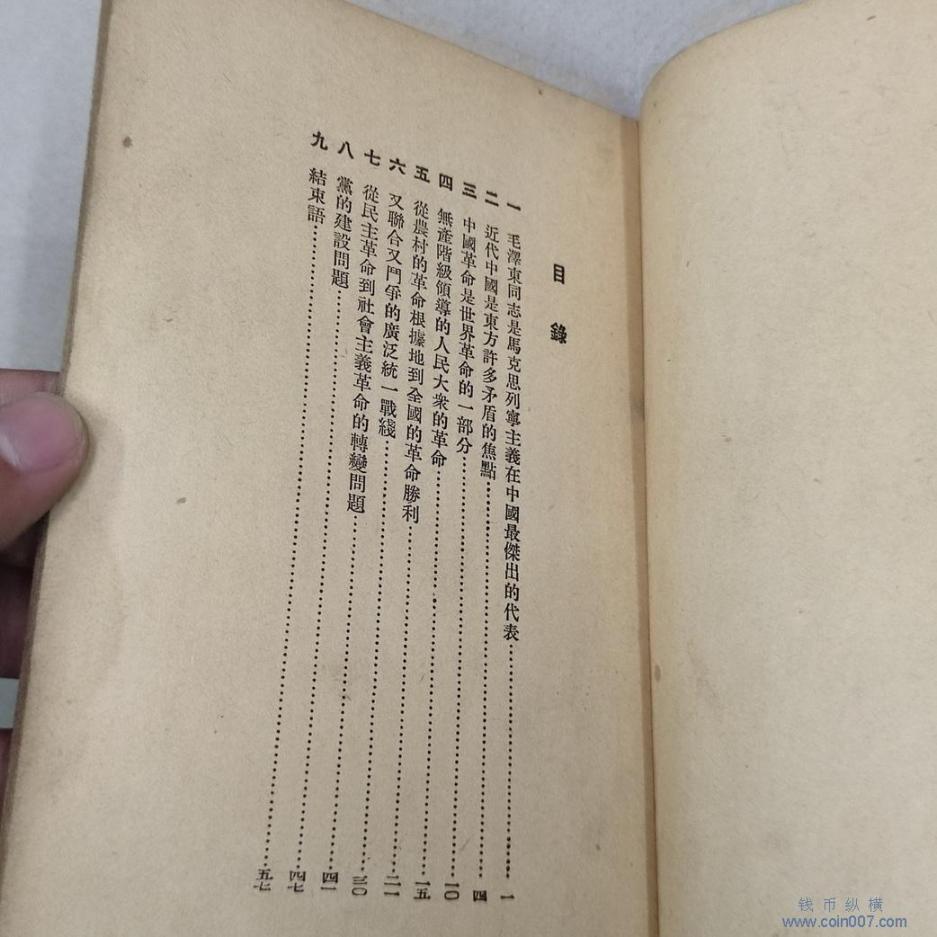 目錄
一 毛澤東同志是馬克思列寧主義在中國最傑出的代表……一
二 近代中國是東方許多矛盾的焦點……四
三 中國革命是世界革命的一部分……一〇
四 無產階級領導的人民大衆的革命……一五
五 從農村的革命根據地到全國的革命勝利……二一
六 又聯合又鬥爭的廣泛統一戰綫……三〇
七 從民主革命到社會主義革命的轉變問題……四一
八 黨的建設問題……四七
九 結束語……五七
钱币纵横
www.coin007.com